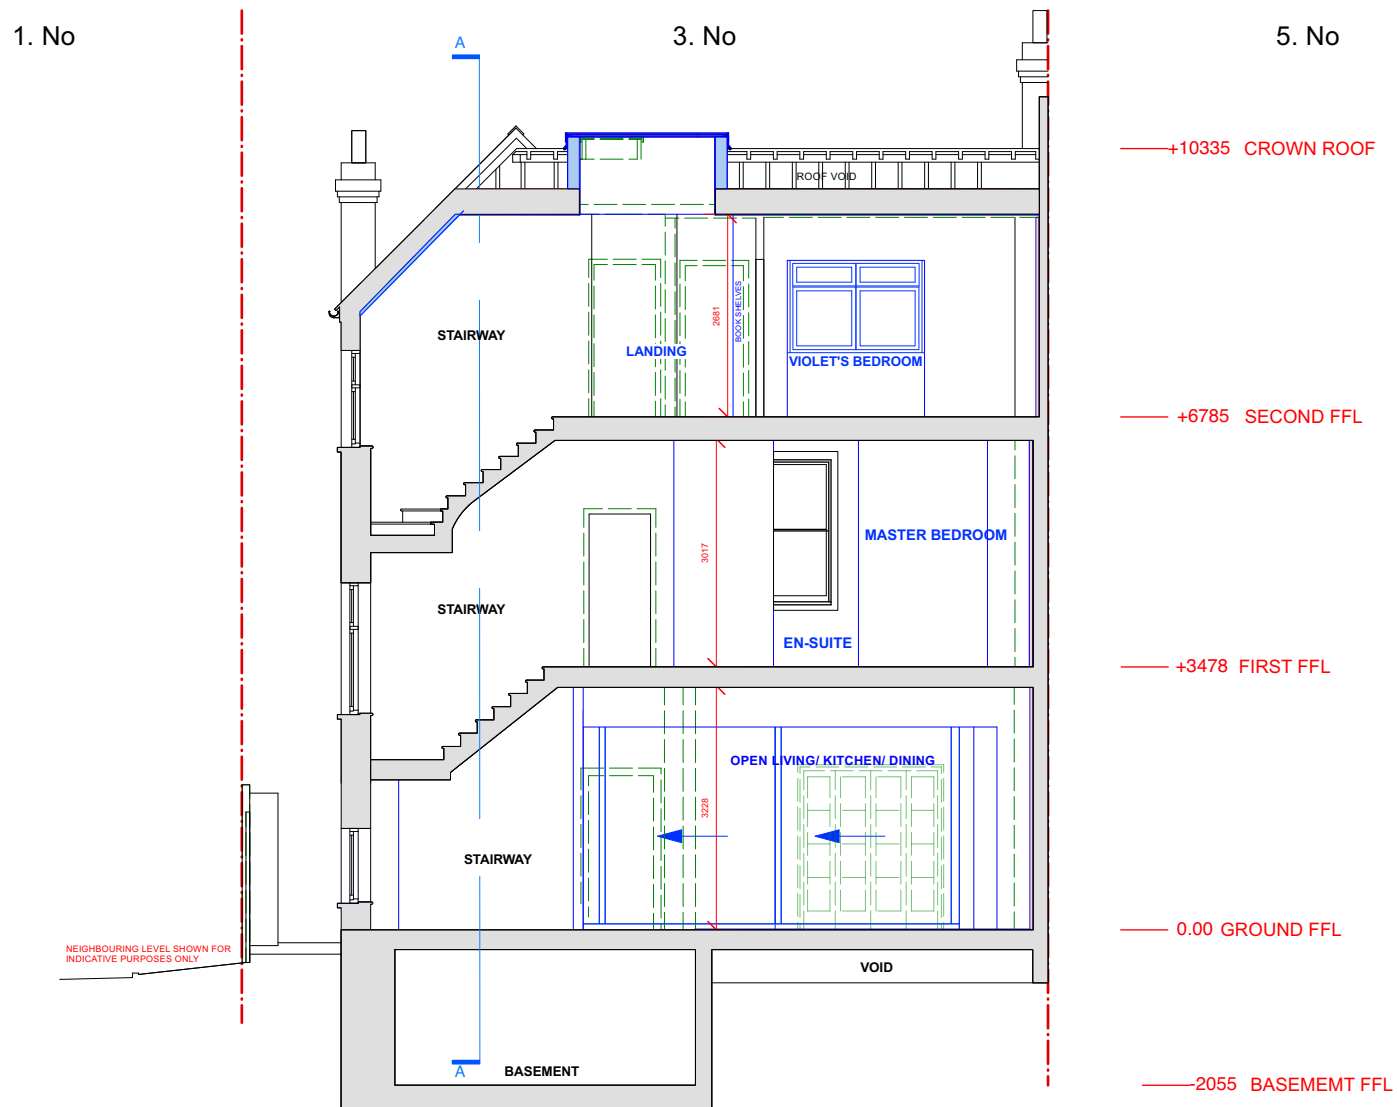 1. No
3. No
5. No
A
+10335 CROWN ROOF
ROOF VOID
STAIRWAY
LANDING
2681
BOOK SHELVES
VIOLET'S BEDROOM
+6785 SECOND FFL
STAIRWAY
3017
MASTER BEDROOM
EN-SUITE
+3478 FIRST FFL
OPEN LIVING/ KITCHEN/ DINING
3228
STAIRWAY
0.00 GROUND FFL
NEIGHBOURING LEVEL SHOWN FOR
INDICATIVE PURPOSES ONLY
VOID
A
BASEMENT
-2055 BASEMEMT FFL